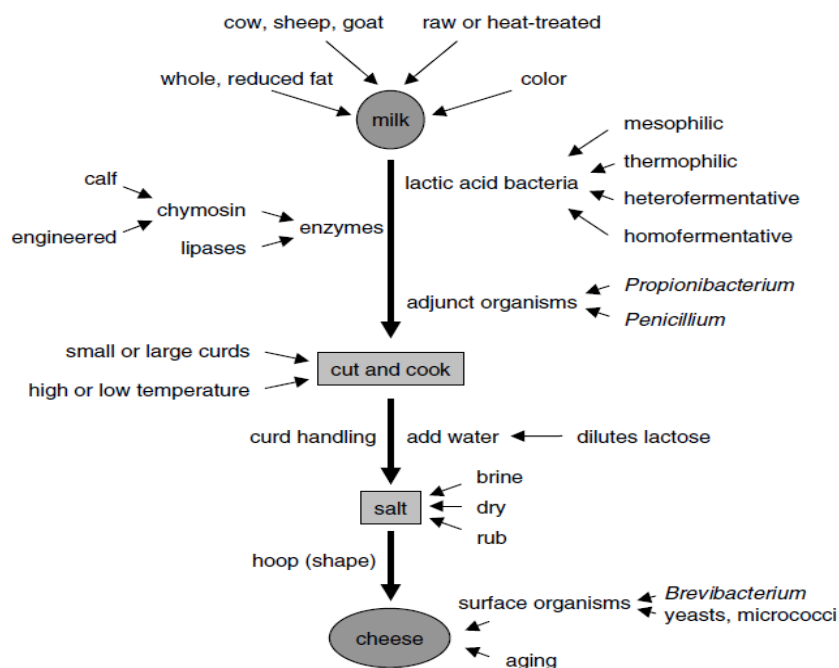 cow, sheep, goat
raw or heat-treated
whole, reduced fat
color
milk
mesophilic
calf
lactic acid bacteria
thermophilic
chymosin
enzymes
heterofermentative
engineered
lipases
homofermentative
adjunct organisms
Propionibacterium
Penicillium
small or large curds
cut and cook
high or low temperature
curd handling
add water
dilutes lactose
brine
salt
dry
rub
hoop (shape)
surface organisms
Brevibacterium
yeasts, micrococci
cheese
aging